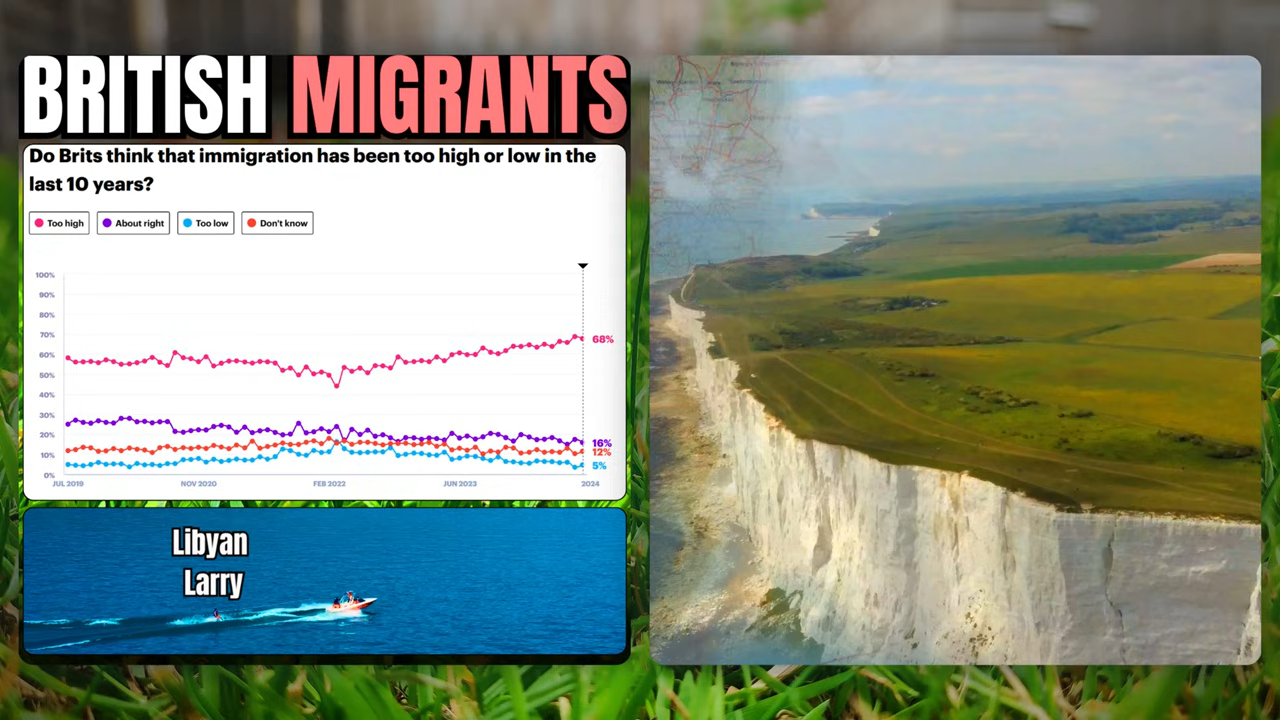 BRITISH MIGRANTS
Do Brits think that immigration has been too high or low in the
last 10 years?
Too high About right Too low Don't know
100%
90%
80%
70%
68%
60%
50%
40%
30%
20%
16%
12%
10%
5%
0%
JUL 2019 NOV 2020 FEB 2022 JUN 2023 2024
Libyan
Larry